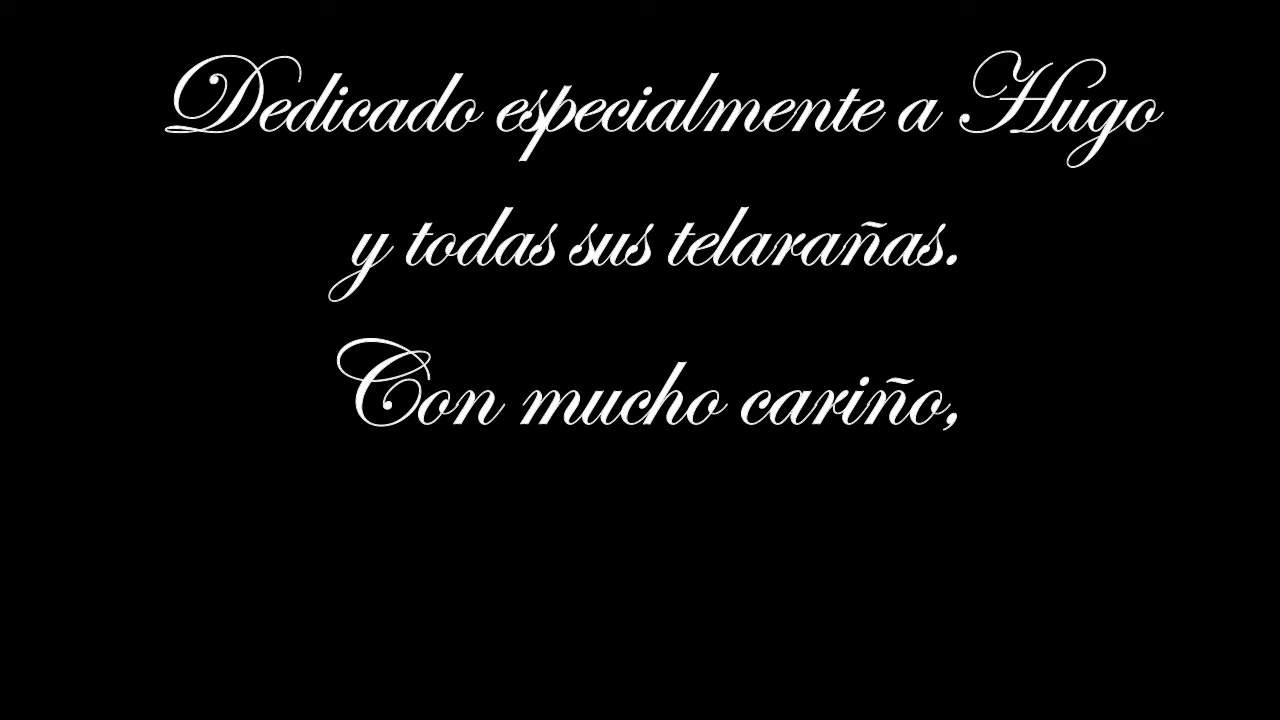 Dedicado especialmente a Hugo
y todas sus telarañas.
Con mucho cariño,